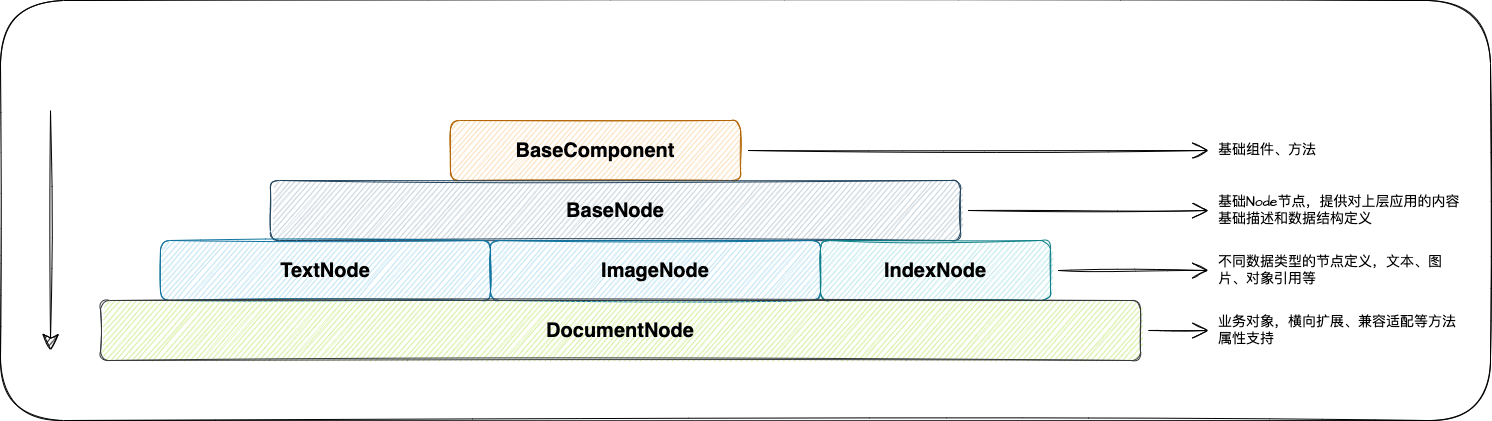 BaseComponent
基础组件、方法
BaseNode
基础Node节点，提供对上层应用的内容
基础描述和数据结构定义
TextNode
ImageNode
IndexNode
不同数据类型的节点定义，文本、图
片、对象引用等
DocumentNode
业务对象，横向扩展、兼容适配等方法
属性支持